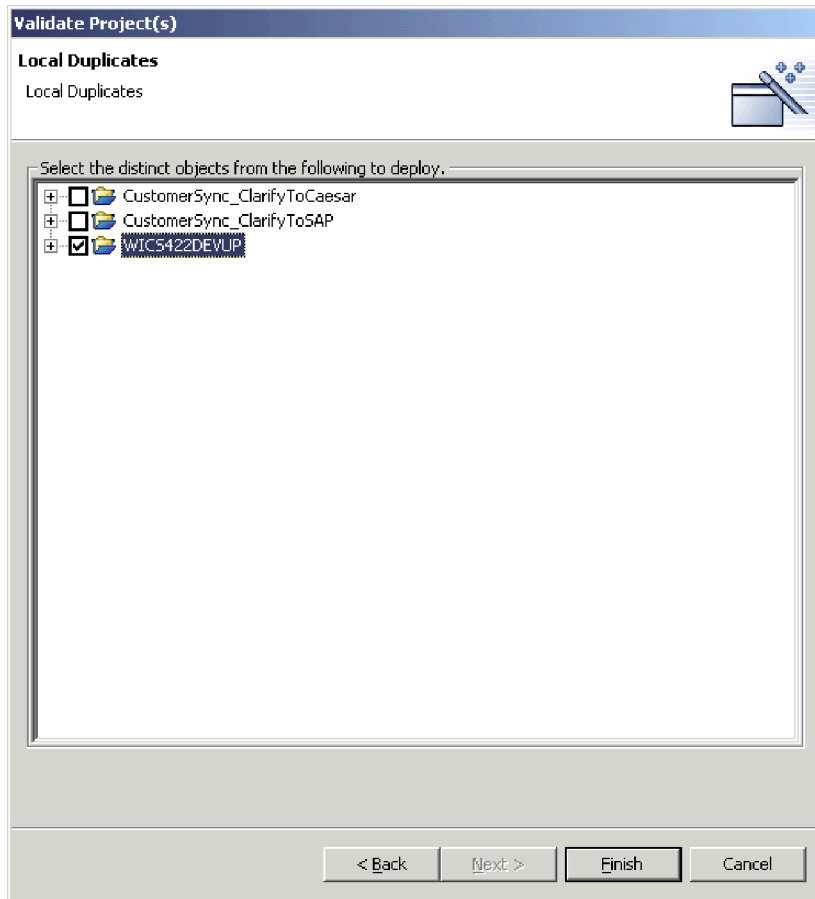 Validate Project(s)
Local Duplicates
Local Duplicates
Select the distinct objects from the following to deploy.
CustomerSync_ClarifyToCaesar
CustomerSync_ClarifyToSAP
WICS422DEVUP
< Back
Next >
Finish
Cancel